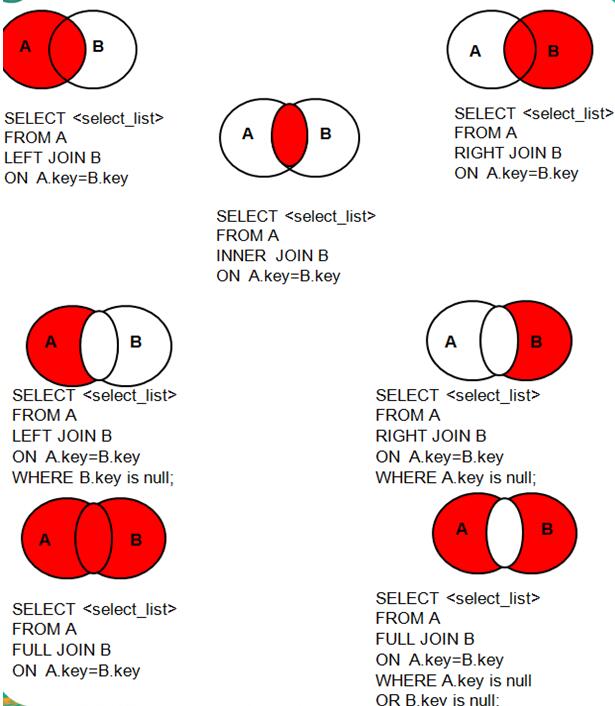 A B
SELECT <select_list>
FROM A
LEFT JOIN B
ON A.key=B.key
A B
SELECT <select_list>
FROM A
INNER JOIN B
ON A.key=B.key
A B
SELECT <select_list>
FROM A
RIGHT JOIN B
ON A.key=B.key
A B
SELECT <select_list>
FROM A
LEFT JOIN B
ON A.key=B.key
WHERE B.key is null;
A B
SELECT <select_list>
FROM A
RIGHT JOIN B
ON A.key=B.key
WHERE A.key is null;
A B
SELECT <select_list>
FROM A
FULL JOIN B
ON A.key=B.key
A B
SELECT <select_list>
FROM A
FULL JOIN B
ON A.key=B.key
WHERE A.key is null
OR B.key is null;